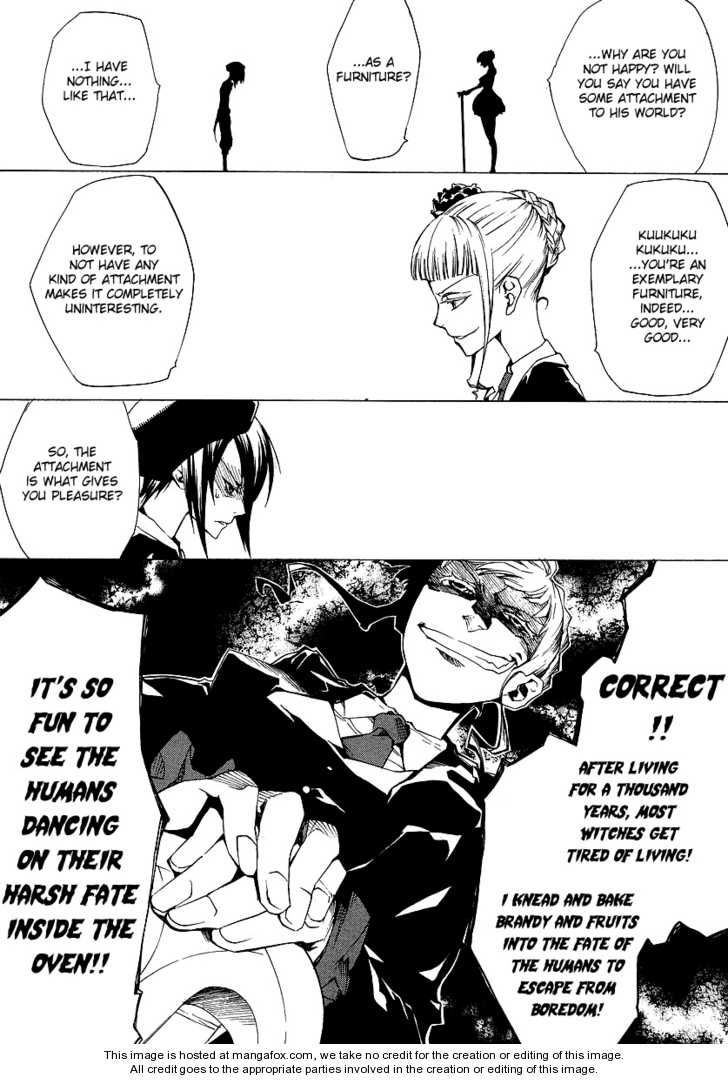 ...WHY ARE YOU
NOT HAPPY? WILL
YOU SAY YOU HAVE
SOME ATTACHMENT
TO HIS WORLD?
...AS A
FURNITURE?
...I HAVE
NOTHING...
LIKE THAT...
KUUKUKU
KUKUKU...
...YOU'RE AN
EXEMPLARY
FURNITURE,
INDEED...
GOOD, VERY
GOOD...
HOWEVER, TO
NOT HAVE ANY
KIND OF ATTACHMENT
MAKES IT COMPLETELY
UNINTERESTING.
SO, THE
ATTACHMENT
IS WHAT GIVES
YOU PLEASURE?
CORRECT
!!
AFTER LIVING
FOR A THOUSAND
YEARS, MOST
WITCHES GET
TIRED OF LIVING!
I KNEAD AND BAKE
BRANDY AND FRUITS
INTO THE FATE OF
THE HUMANS TO
ESCAPE FROM
BOREDOM!
IT'S SO
FUN TO
SEE THE
HUMANS
DANCING
ON THEIR
HARSH FATE
INSIDE THE
OVEN!!
This image is hosted at mangafox.com, we take no credit for the creation or editing of this image.
All credit goes to the appropriate parties involved in the creation or editing of this image.